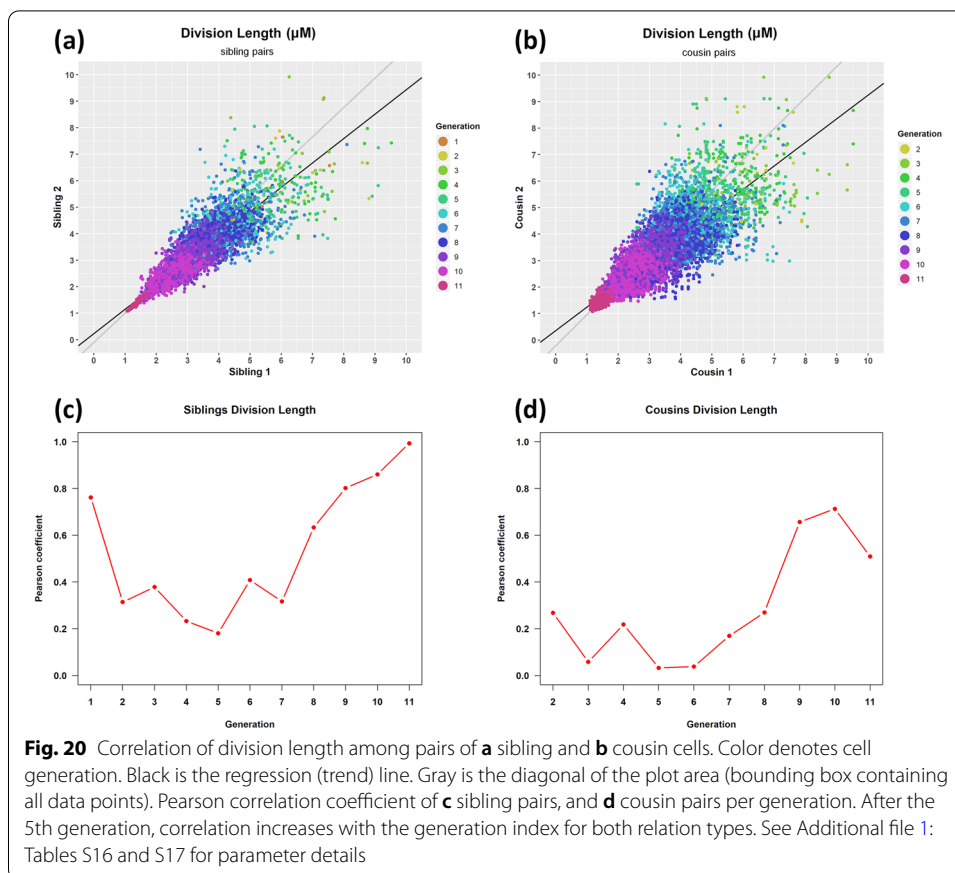 (a)
Division Length (µM)
sibling pairs
10
9
8
7
6
5
4
3
2
1
0
Sibling 2
0 1 2 3 4 5 6 7 8 9 10
Sibling 1
Generation
1
2
3
4
5
6
7
8
9
10
11
(b)
Division Length (µM)
cousin pairs
10
9
8
7
6
5
4
3
2
1
0
Cousin 2
0 1 2 3 4 5 6 7 8 9 10
Cousin 1
Generation
2
3
4
5
6
7
8
9
10
11
(c)
Siblings Division Length
1.0
0.8
0.6
0.4
0.2
0.0
Pearson coefficient
1 2 3 4 5 6 7 8 9 10 11
Generation
(d)
Cousins Division Length
1.0
0.8
0.6
0.4
0.2
0.0
Pearson coefficient
2 3 4 5 6 7 8 9 10 11
Generation
Fig. 20 Correlation of division length among pairs of a sibling and b cousin cells. Color denotes cell
generation. Black is the regression (trend) line. Gray is the diagonal of the plot area (bounding box containing
all data points). Pearson correlation coefficient of c sibling pairs, and d cousin pairs per generation. After the
5th generation, correlation increases with the generation index for both relation types. See Additional file 1:
Tables S16 and S17 for parameter details